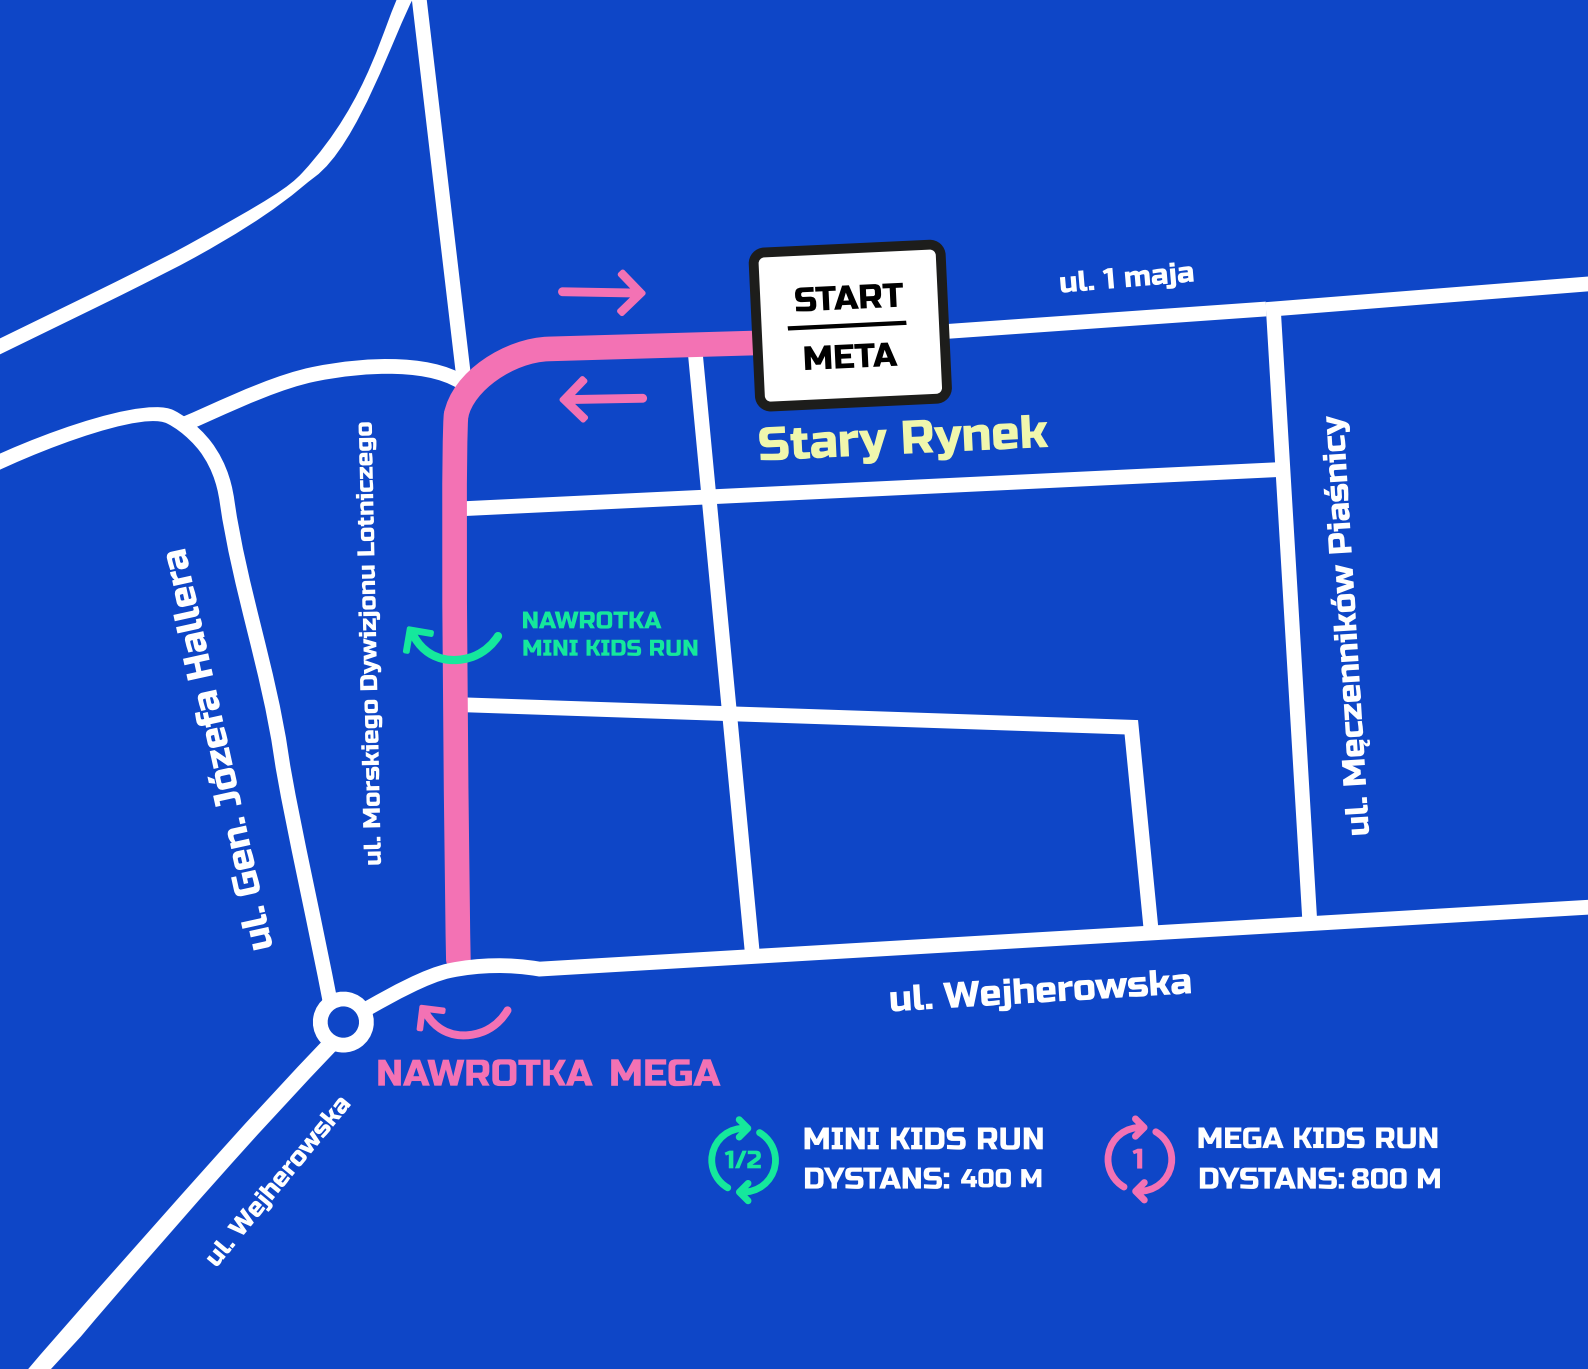 ul. 1 maja
START
META
Stary Rynek
ul. Morskiego Dywizjonu Lotniczego
ul. Męczenników Piaśnicy
ul. Gen. Józefa Hallera
NAWROTKA
MINI KIDS RUN
ul. Wejherowska
NAWROTKA MEGA
ul. Wejherowska
1/2
MINI KIDS RUN
DYSTANS: 400 M
1
MEGA KIDS RUN
DYSTANS: 800 M